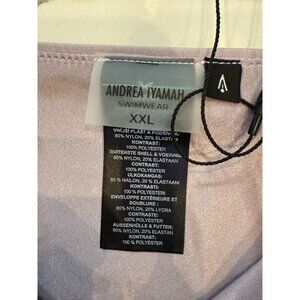 ANDREA IYAMAH
SWIMWEAR
XXL
VNĚJŠÍ PLÁŠŤ A PODŠÍVKA:
80% NYLON, 20% ELASTAN
KONTRAST:
100% POLYESTER
BUITENSTE SHELL & VOERING:
80% NYLON, 20% ELASTAAN
CONTRAST:
100% POLYESTER
ULKOKANGAS:
80% NAILON, 20% ELASTAANI
KONTRASTI:
100% POLYESTER
ENVELOPPE EXTÉRIEURE ET
DOUBLURE :
80% NYLON, 20% LYCRA
CONTRASTE:
100% POLYESTER
AUSSENHÜLLE & FUTTER:
80% NYLON, 20% ELASTAN
KONTRAST:
100% POLYESTER